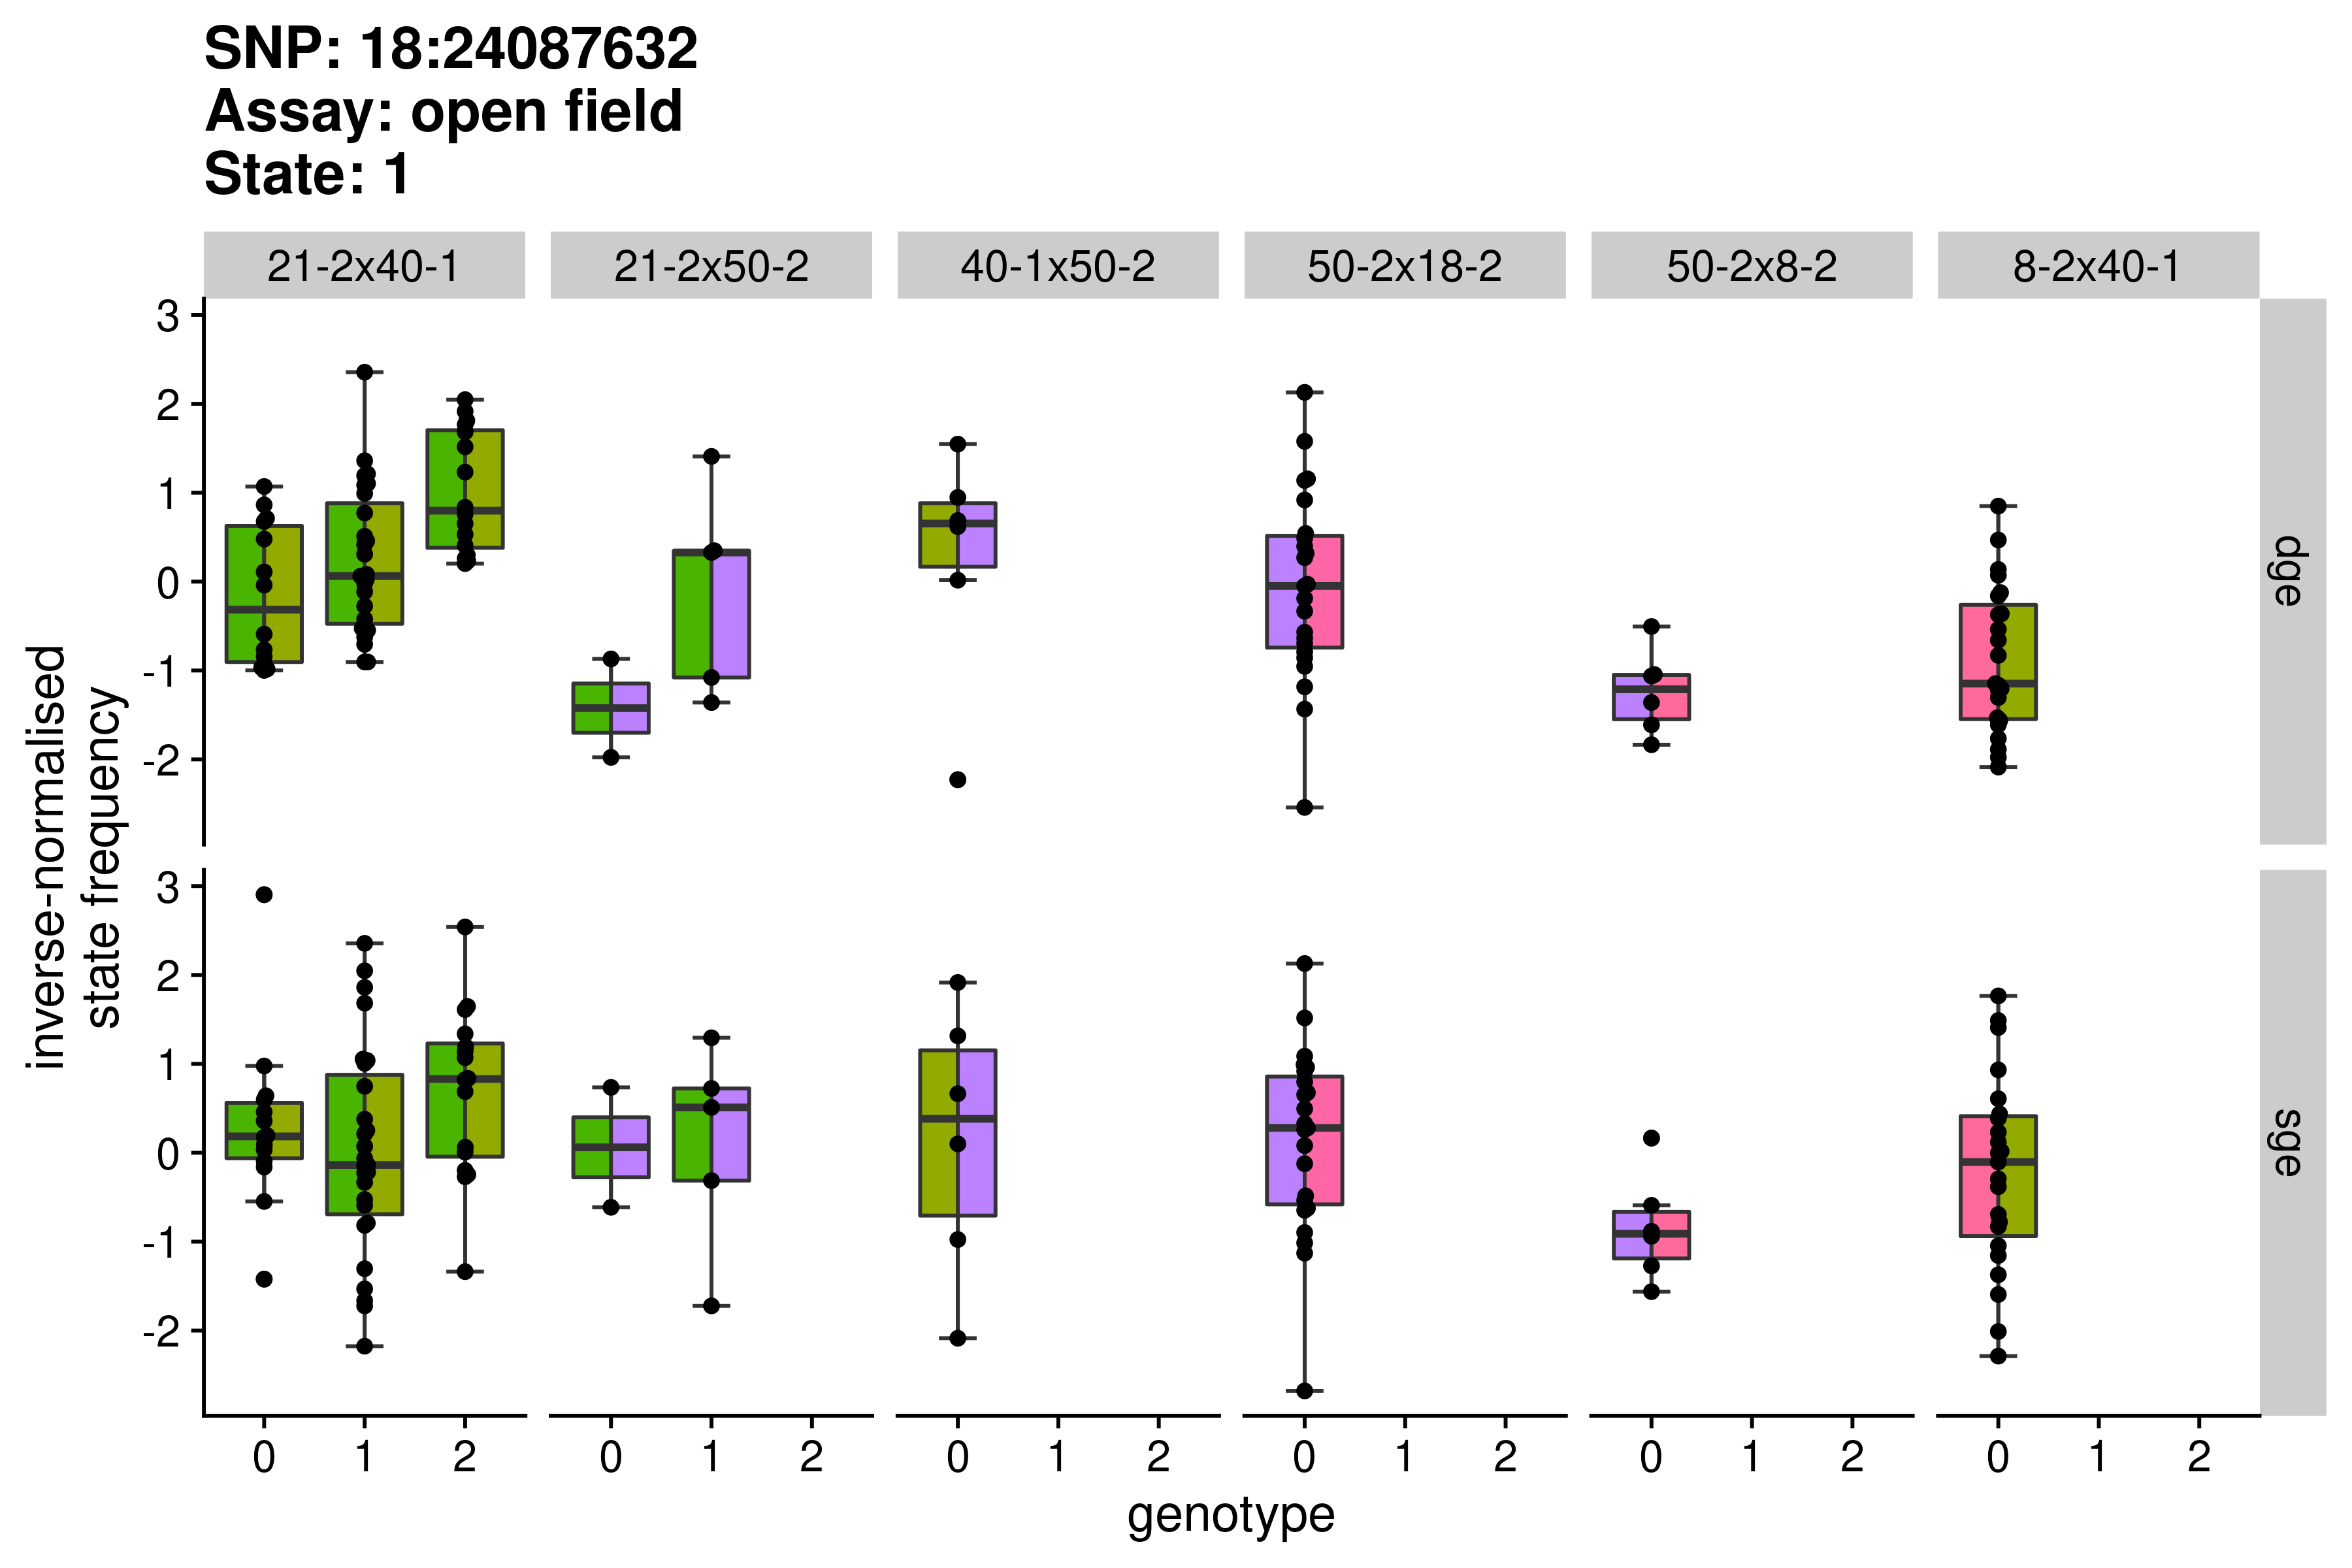 SNP: 18:24087632
Assay: open field
State: 1
21-2x40-1 21-2x50-2 40-1x50-2 50-2x18-2 50-2x8-2 8-2x40-1
inverse-normalised
state frequency
3
2
1
0
-1
-2
dge
3
2
1
0
-1
-2
sge
0 1 2 0 1 2 0 1 2 0 1 2 0 1 2 0 1 2
genotype